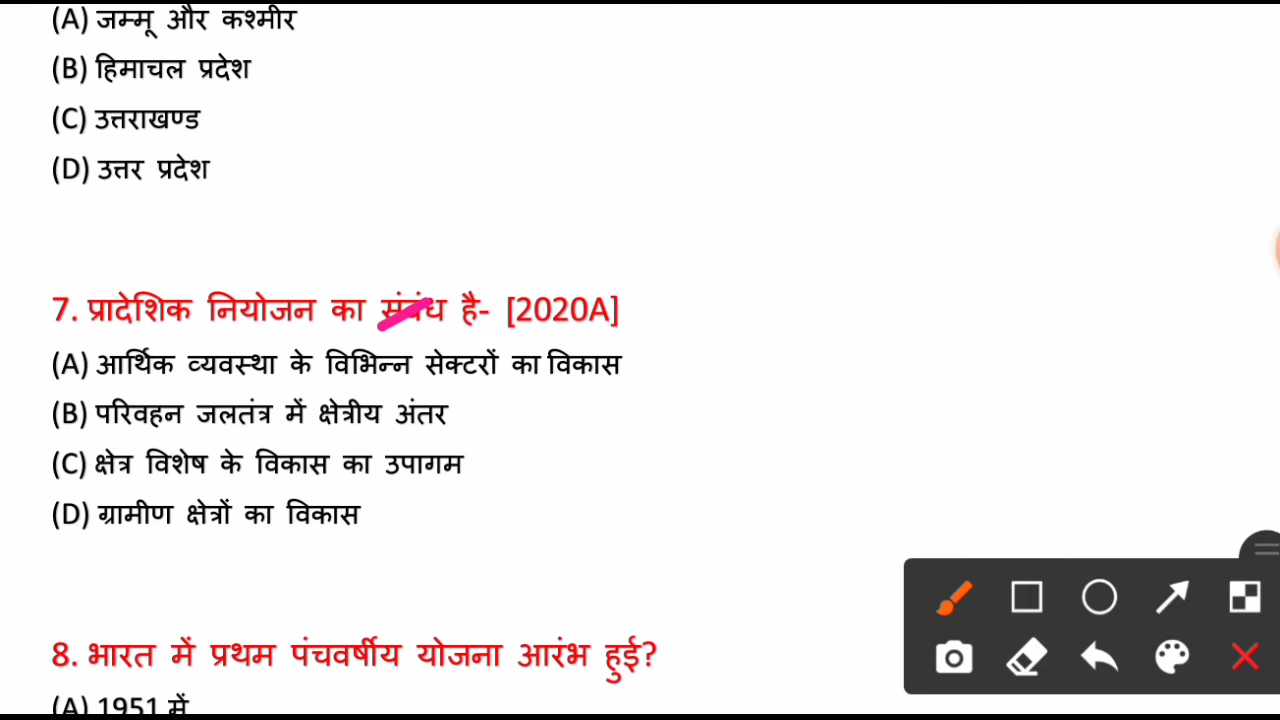 (A) जम्मू और कश्मीर
(B) हिमाचल प्रदेश
(C) उत्तराखण्ड
(D) उत्तर प्रदेश
7. प्रादेशिक नियोजन का संबंध है- [2020A]
(A) आर्थिक व्यवस्था के विभिन्न सेक्टरों का विकास
(B) परिवहन जलतंत्र में क्षेत्रीय अंतर
(C) क्षेत्र विशेष के विकास का उपागम
(D) ग्रामीण क्षेत्रों का विकास
8. भारत में प्रथम पंचवर्षीय योजना आरंभ हुई?
(A) 1951 में